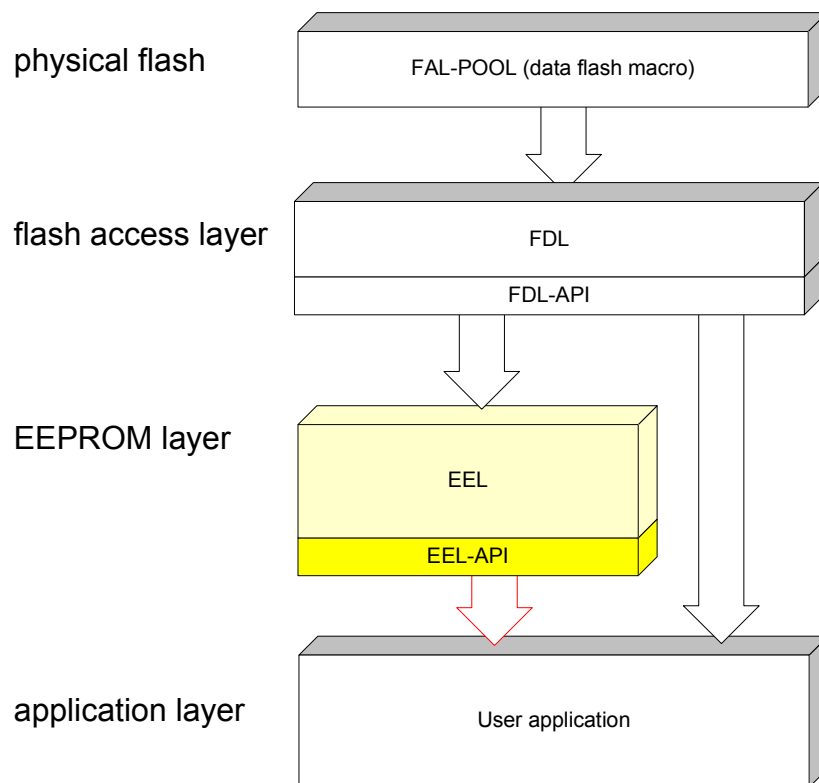 physical flash
FAL-POOL (data flash macro)
flash access layer
FDL
FDL-API
EEPROM layer
EEL
EEL-API
application layer
User application